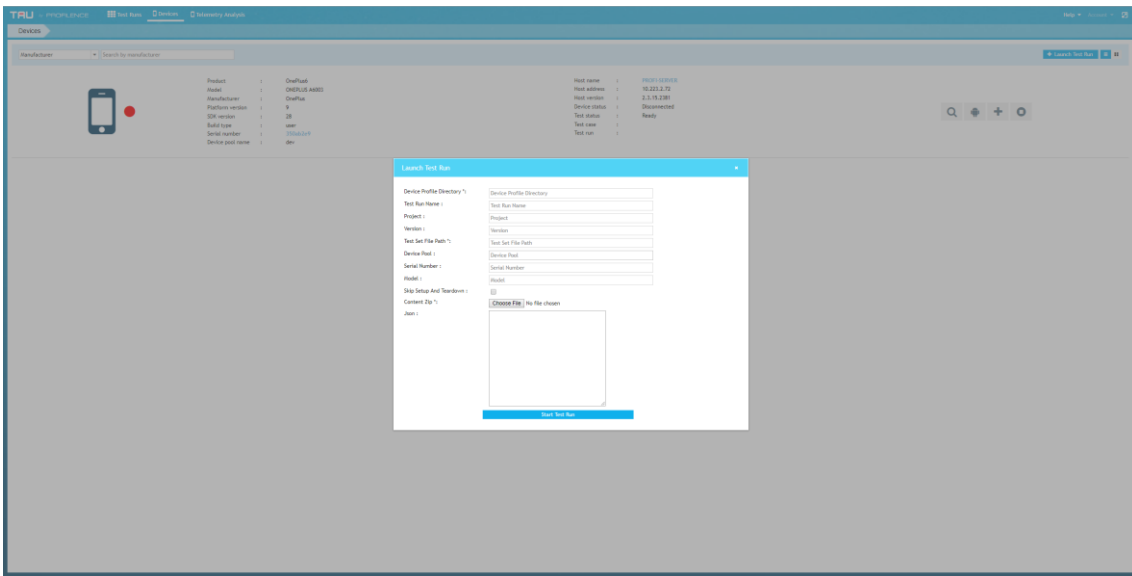 TAU - PROFILENCE Test Runs Devices Telemetry Analysis Help Account
Devices
Manufacturer Search by manufacturer Launch Test Run
Product : OnePlus6
Model : ONEPLUS
Manufacturer : OnePlus
Platform version : 9
SDK version : 28
Build type : user
Serial number :
Device pool name : dev
Host name : PROFI-SERVER
Host address : 10.223.2.73
Host version :
Device status : Disconnected
Test status : Ready
Test case :
Test run :
Launch Test Run ×
Device Profile Directory *: Device Profile Directory
Test Run Name : Test Run Name
Project : Project
Version : Version
Test Set File Path *: Test Set File Path
Device Pool : Device Pool
Serial Number : Serial Number
Model : Model
Skip Setup And Teardown :
Content Zip *: Choose File No file chosen
Json :
Start Test Run